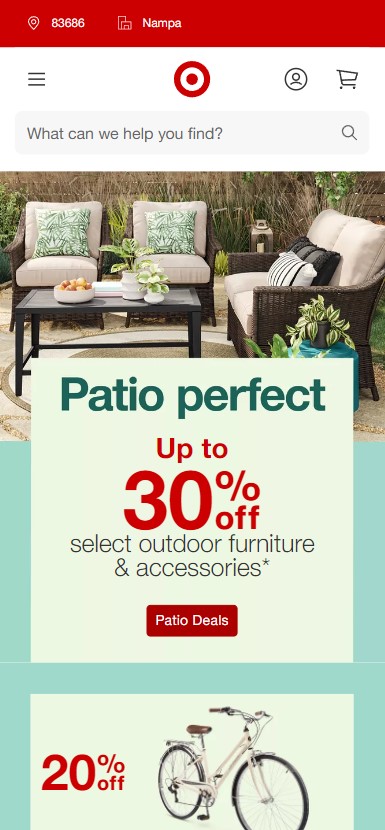 83686 Nampa
What can we help you find?
Patio perfect
Up to
30% off
select outdoor furniture
& accessories*
Patio Deals
20% off